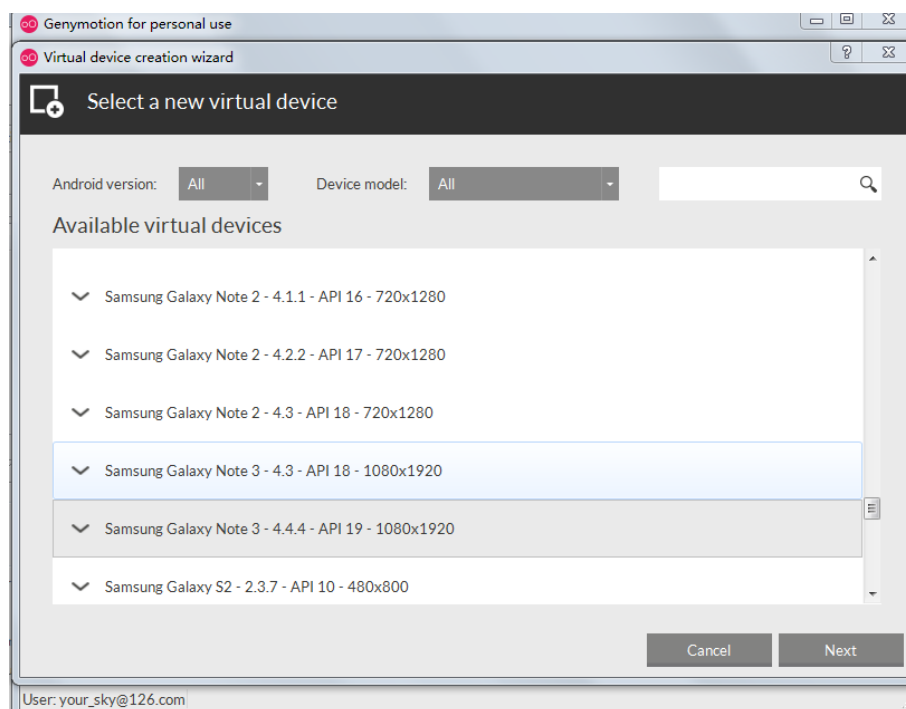 Genymotion for personal use
Virtual device creation wizard
Select a new virtual device
Android version: All Device model: All
Available virtual devices
Samsung Galaxy Note 2 - 4.1.1 - API 16 - 720x1280
Samsung Galaxy Note 2 - 4.2.2 - API 17 - 720x1280
Samsung Galaxy Note 2 - 4.3 - API 18 - 720x1280
Samsung Galaxy Note 3 - 4.3 - API 18 - 1080x1920
Samsung Galaxy Note 3 - 4.4.4 - API 19 - 1080x1920
Samsung Galaxy S2 - 2.3.7 - API 10 - 480x800
Cancel Next
User: your_sky@126.com